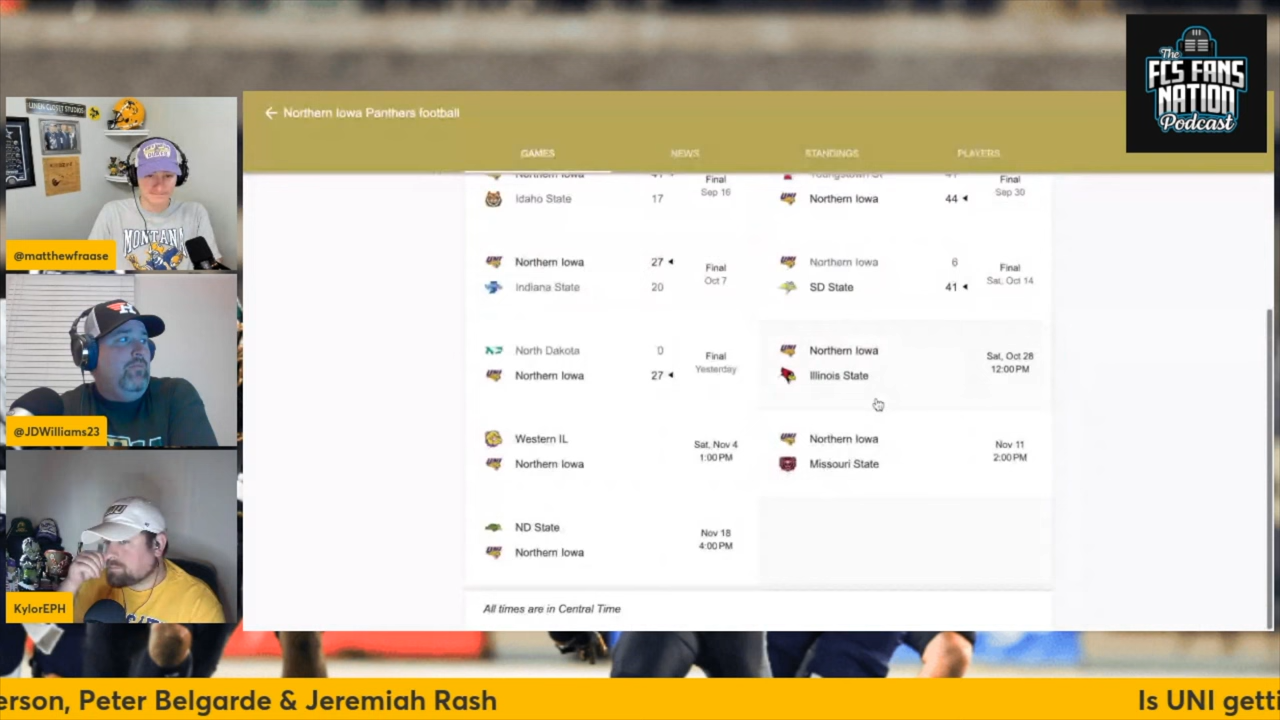 The
FCS FANS
NATION
Podcast
Northern Iowa Panthers football
GAMES
NEWS
STANDINGS
PLAYERS
Northern Iowa
Final
Sep 16
Idaho State 17
Youngstown St
Final
Sep 30
Northern Iowa 44
Northern Iowa 27
Final
Oct 7
Indiana State 20
Northern Iowa 6
Final
Sat, Oct 14
SD State 41
North Dakota 0
Final
Yesterday
Northern Iowa 27
Northern Iowa
Sat, Oct 28
12:00 PM
Illinois State
Western IL
Sat, Nov 4
1:00 PM
Northern Iowa
Northern Iowa
Nov 11
2:00 PM
Missouri State
ND State
Nov 18
4:00 PM
Northern Iowa
All times are in Central Time
MONTANA
@matthewfraase
@JDWilliams23
KylorEPH
erson, Peter Belgarde & Jeremiah Rash
Is UNI getti